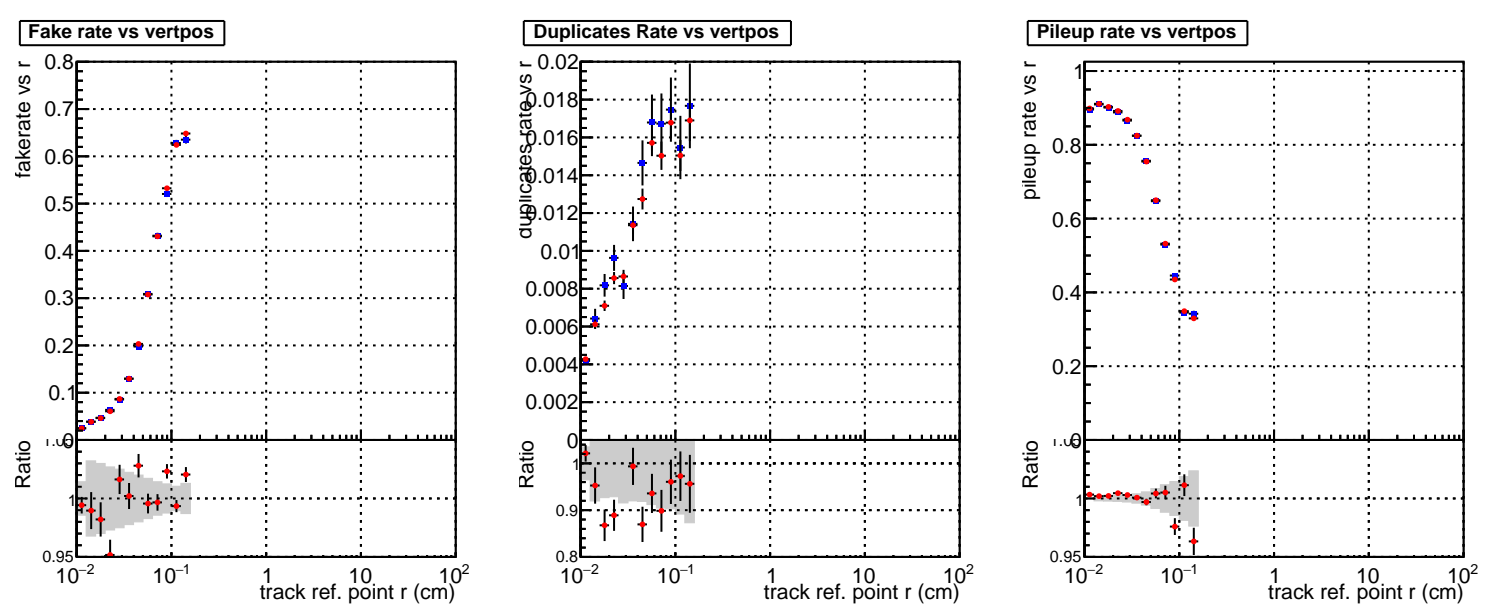 Fake rate vs vertpos
fakerate vs r
0.8
0.7
0.6
0.5
0.4
0.3
0.2
0.1
0
Ratio
1
0.95
10⁻² 10⁻¹ 1 10 10²
track ref. point r (cm)
Duplicates Rate vs vertpos
duplicates rate vs r
0.02
0.018
0.016
0.014
0.012
0.01
0.008
0.006
0.004
0.002
0
Ratio
1
0.9
0.8
10⁻² 10⁻¹ 1 10 10²
track ref. point r (cm)
Pileup rate vs vertpos
pileup rate vs r
1
0.8
0.6
0.4
0.2
0
Ratio
1
0.95
10⁻² 10⁻¹ 1 10 10²
track ref. point r (cm)